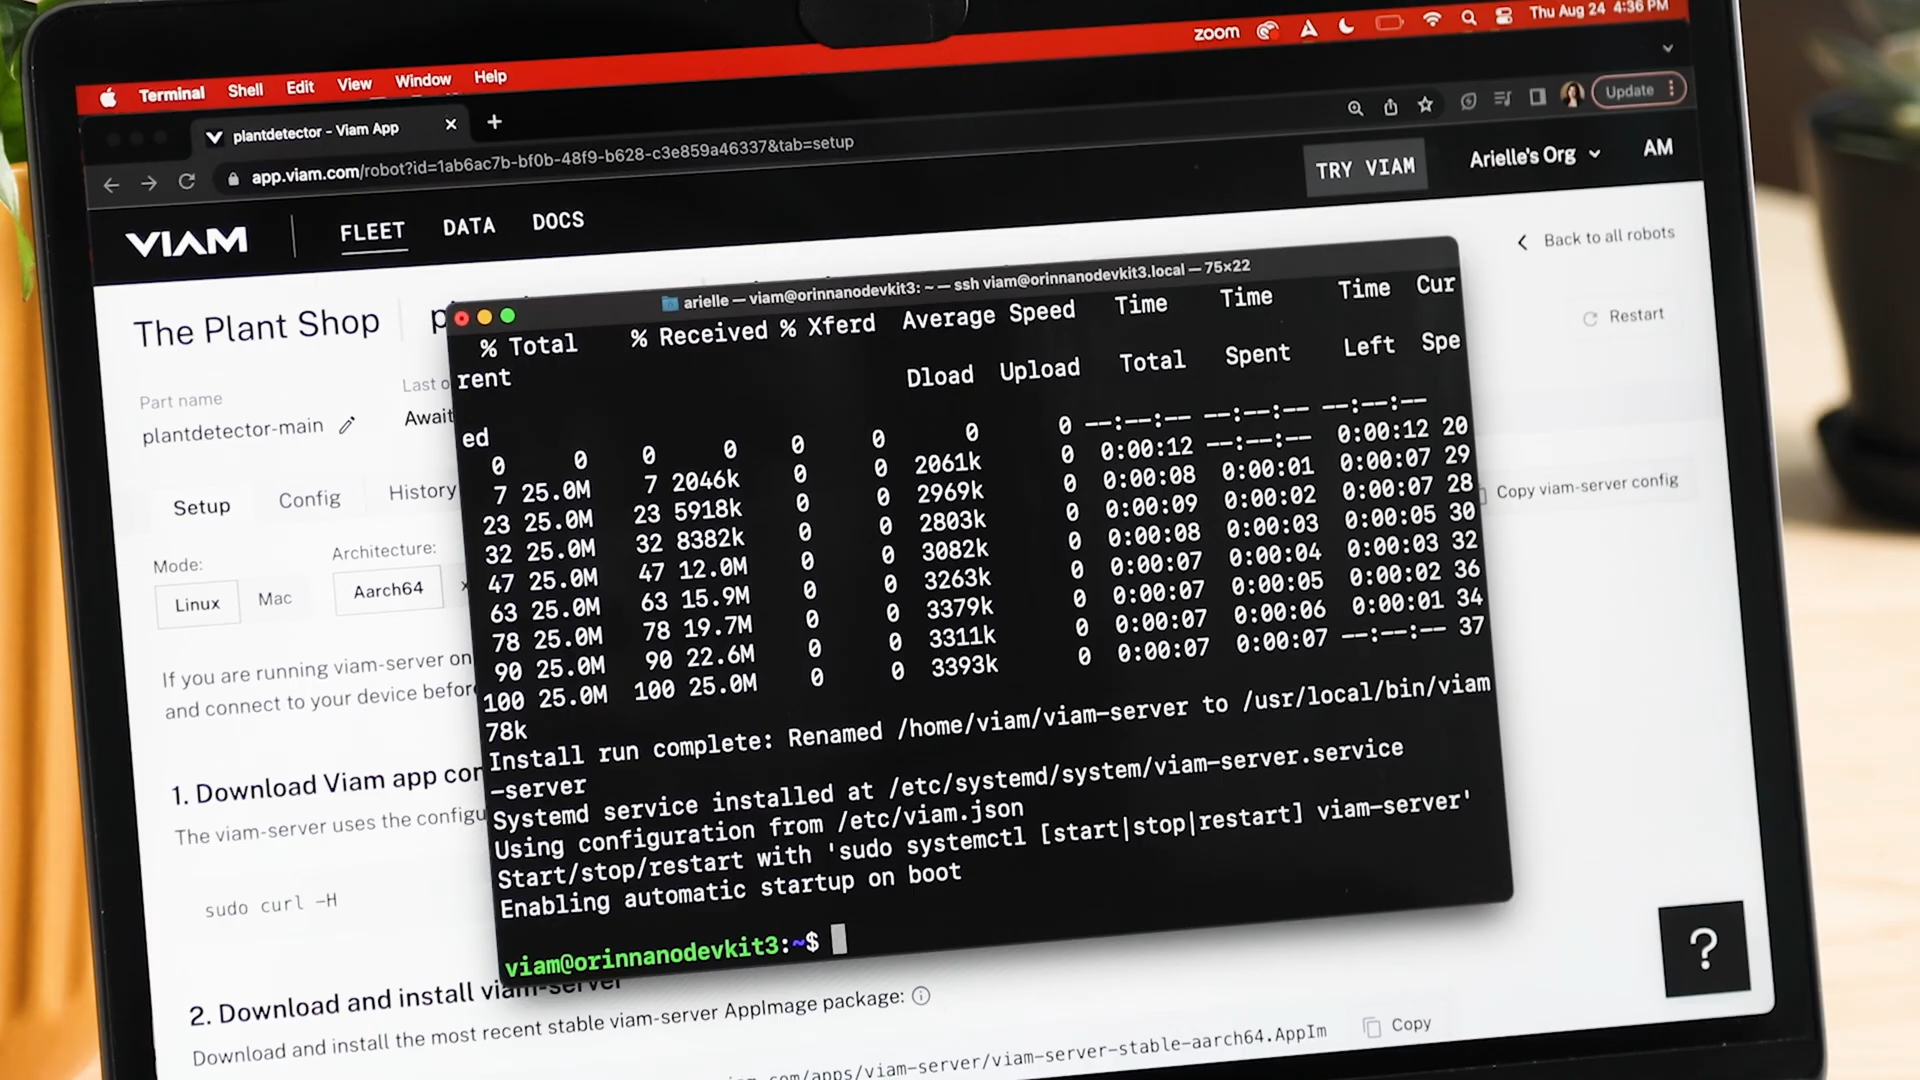 Terminal Shell Edit View Window Help zoom Thu Aug 24 4:36 PM
plantdetector - Viam App
Update
app.viam.com/robot?id=1ab6ac7b-bf0b-48f9-b628-c3e859a46337&tab=setup
VIAM FLEET DATA DOCS TRY VIAM Arielle's Org AM
Back to all robots
The Plant Shop p
Restart
Part name Last o
plantdetector-main Await
Setup Config History
Copy viam-server config
Mode: Architecture:
Linux Mac Aarch64
If you are running viam-server on
and connect to your device befor
1. Download Viam app con
The viam-server uses the configu
sudo curl -H
2. Download and install viam-server
Download and install the most recent stable viam-server AppImage package:
.com/apps/viam-server/viam-server-stable-aarch64.AppIm Copy
?
arielle — viam@orinnanodevkit3: ~ — ssh viam@orinnanodevkit3.local — 75×22
% Total % Received % Xferd Average Speed Time Time Time Cur
rent
Dload Upload Total Spent Left Spe
ed
0 0 0 0 0 0 0 0 --:--:-- --:--:-- --:--:--
7 25.0M 7 2046k 0 0 2061k 0 0:00:12 --:--:-- 0:00:12 20
23 25.0M 23 5918k 0 0 2969k 0 0:00:08 0:00:01 0:00:07 29
32 25.0M 32 8382k 0 0 2803k 0 0:00:09 0:00:02 0:00:07 28
47 25.0M 47 12.0M 0 0 3082k 0 0:00:08 0:00:03 0:00:05 30
63 25.0M 63 15.9M 0 0 3263k 0 0:00:07 0:00:04 0:00:03 32
78 25.0M 78 19.7M 0 0 3379k 0 0:00:07 0:00:05 0:00:02 36
90 25.0M 90 22.6M 0 0 3311k 0 0:00:07 0:00:06 0:00:01 34
100 25.0M 100 25.0M 0 0 3393k 0 0:00:07 0:00:07 --:--:-- 37
78k
Install run complete: Renamed /home/viam/viam-server to /usr/local/bin/viam
-server
Systemd service installed at /etc/systemd/system/viam-server.service
Using configuration from /etc/viam.json
Start/stop/restart with 'sudo systemctl [start|stop|restart] viam-server'
Enabling automatic startup on boot
viam@orinnanodevkit3:~$